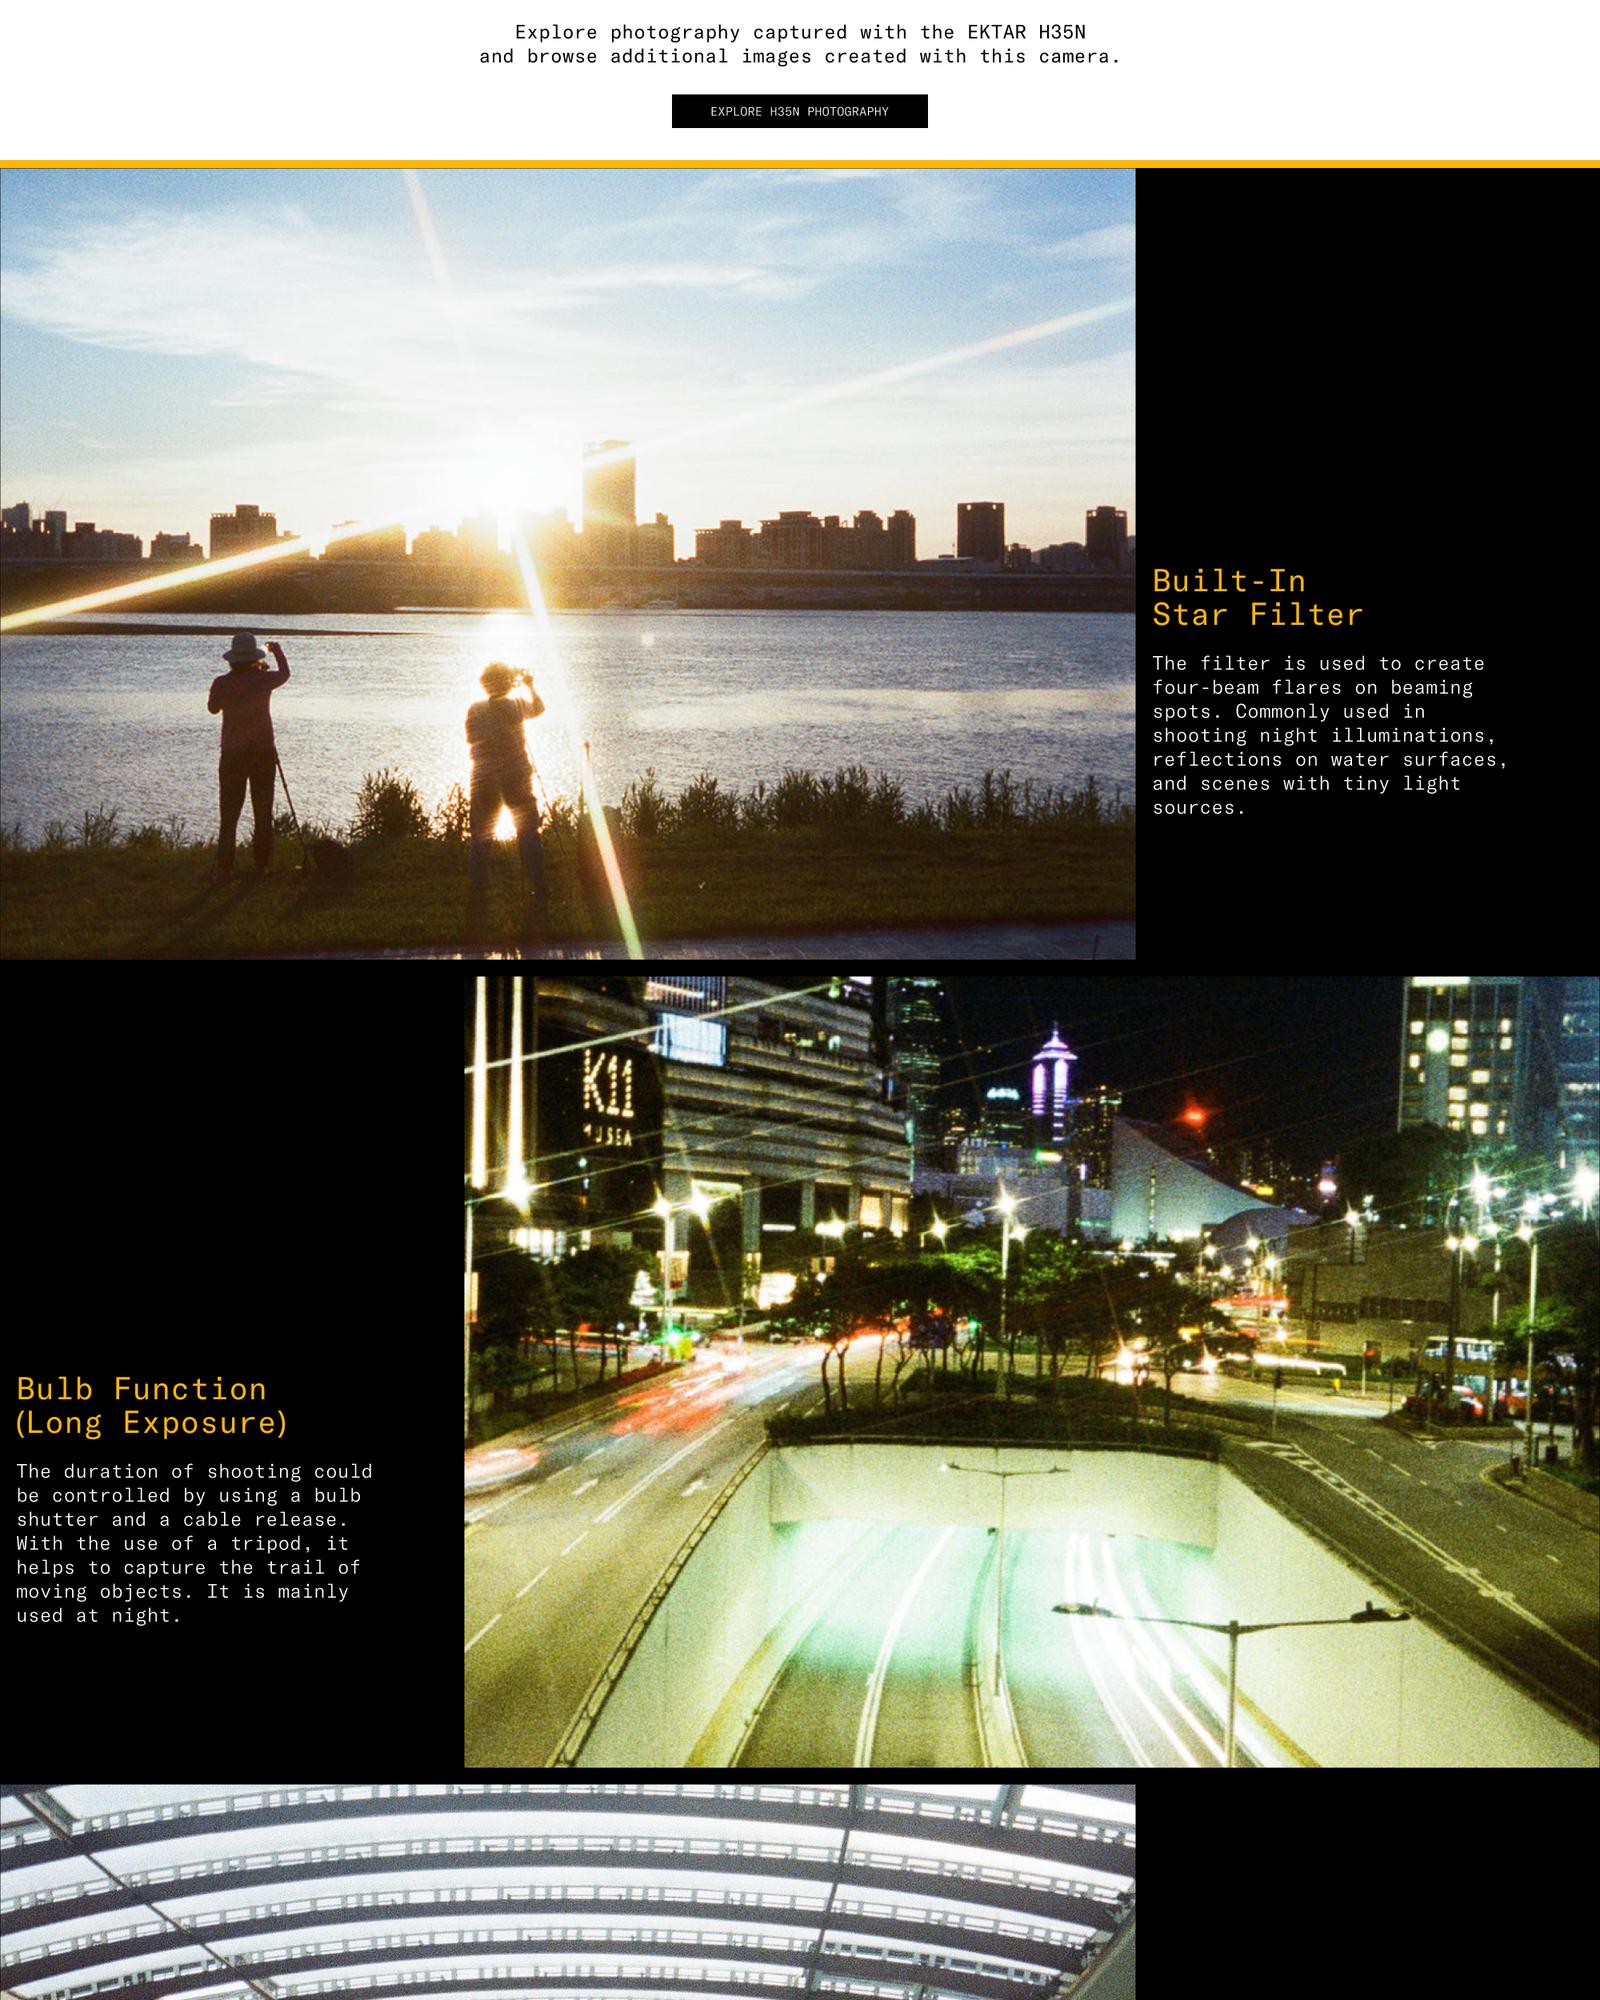 Explore photography captured with the EKTAR H35N
and browse additional images created with this camera.
EXPLORE H35N PHOTOGRAPHY
Built-In
Star Filter
The filter is used to create
four-beam flares on beaming
spots. Commonly used in
shooting night illuminations,
reflections on water surfaces,
and scenes with tiny light
sources.
K11
MUSEA
Bulb Function
(Long Exposure)
The duration of shooting could
be controlled by using a bulb
shutter and a cable release.
With the use of a tripod, it
helps to capture the trail of
moving objects. It is mainly
used at night.